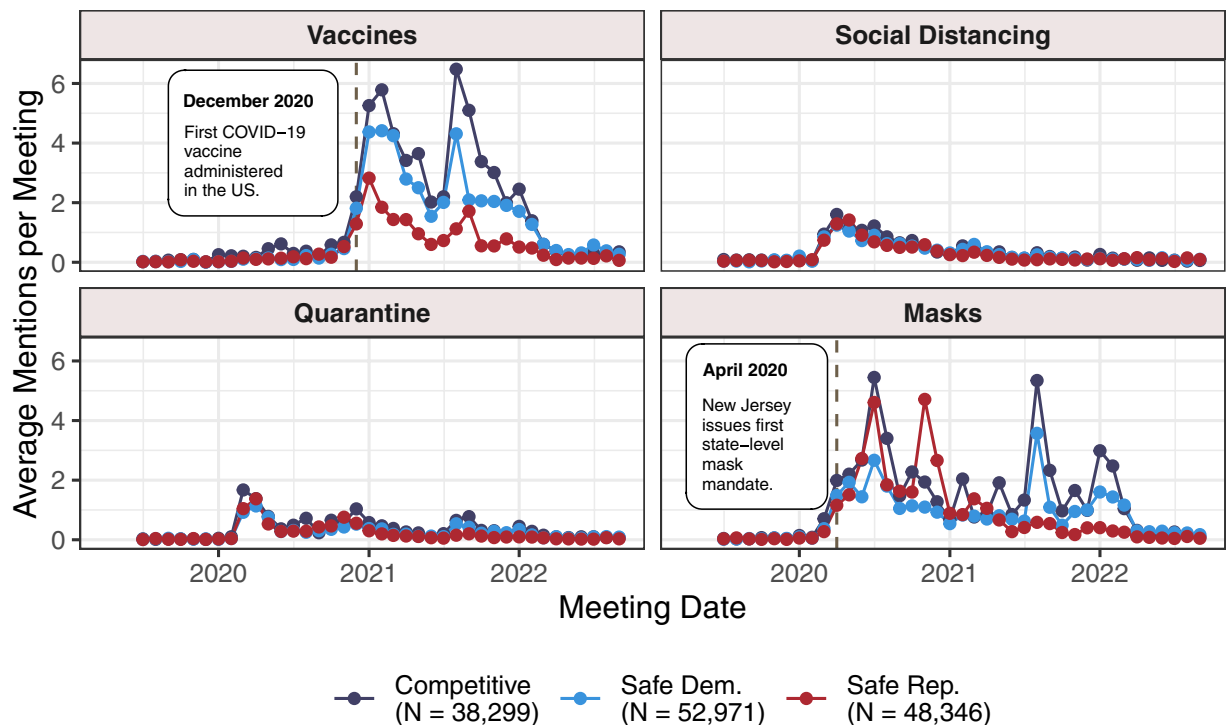 Vaccines
Social Distancing
Average Mentions per Meeting
6
4
2
0
December 2020
First COVID−19
vaccine
administered
in the US.
Quarantine
Masks
6
4
2
0
April 2020
New Jersey
issues first
state−level
mask
mandate.
2020
2021
2022
2020
2021
2022
Meeting Date
Competitive
(N = 38,299)
Safe Dem.
(N = 52,971)
Safe Rep.
(N = 48,346)